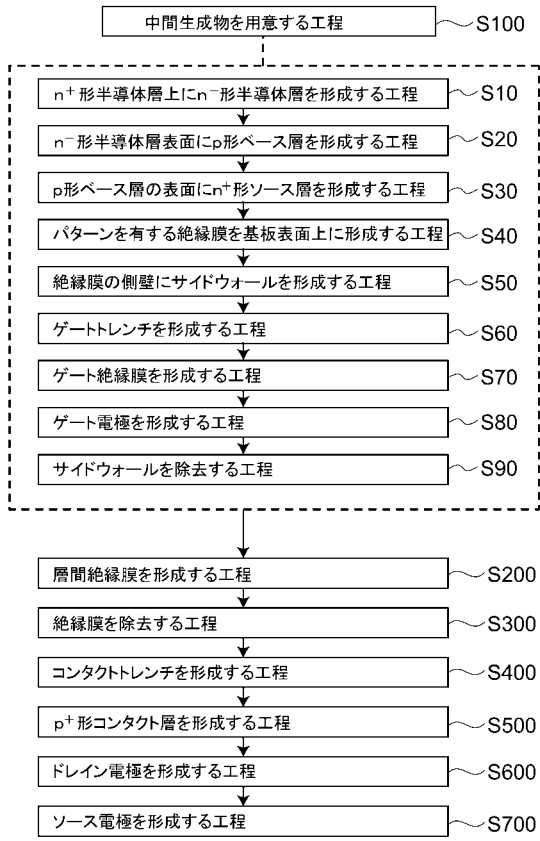 中間生成物を用意する工程 S100
n⁺形半導体層上にn⁻形半導体層を形成する工程 S10
n⁻形半導体層表面にp形ベース層を形成する工程 S20
p形ベース層の表面にn⁺形ソース層を形成する工程 S30
パターンを有する絶縁膜を基板表面上に形成する工程 S40
絶縁膜の側壁にサイドウォールを形成する工程 S50
ゲートトレンチを形成する工程 S60
ゲート絶縁膜を形成する工程 S70
ゲート電極を形成する工程 S80
サイドウォールを除去する工程 S90
層間絶縁膜を形成する工程 S200
絶縁膜を除去する工程 S300
コンタクトトレンチを形成する工程 S400
p⁺形コンタクト層を形成する工程 S500
ドレイン電極を形成する工程 S600
ソース電極を形成する工程 S700